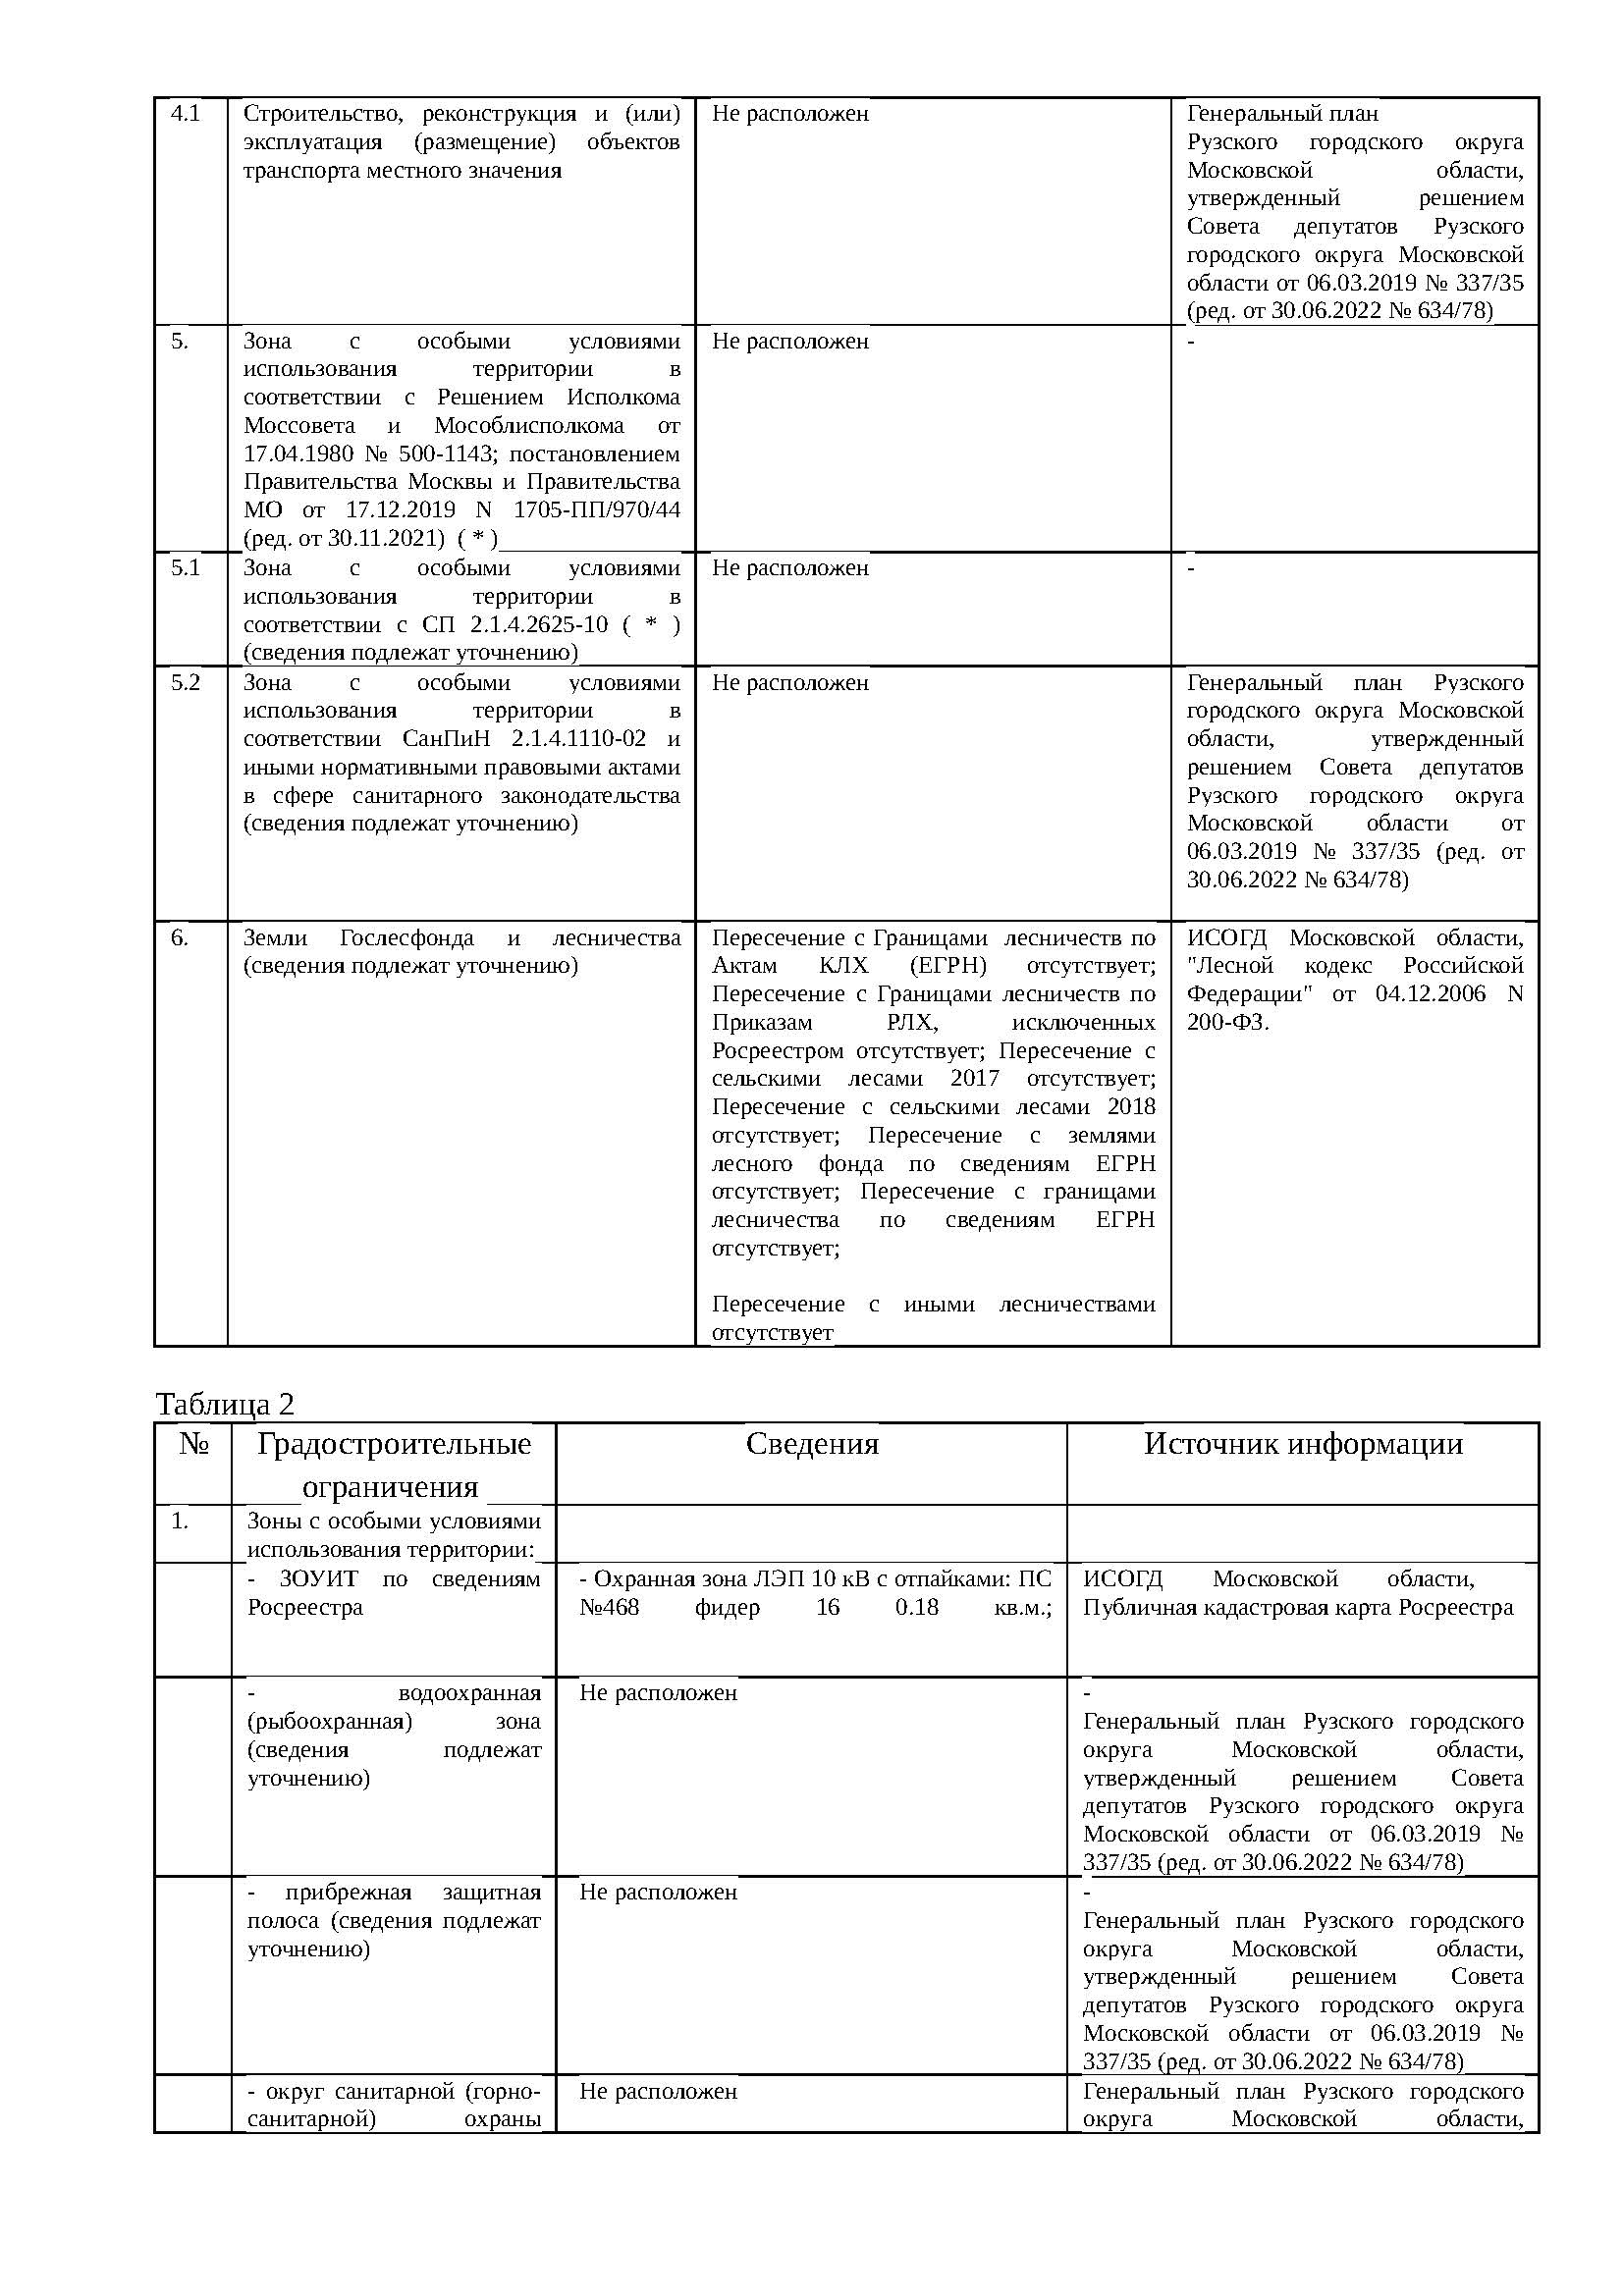 4.1
Строительство, реконструкция и (или)
эксплуатация (размещение) объектов
транспорта местного значения
Не расположен
Генеральный план
Рузского городского округа
Московской области,
утвержденный решением
Совета депутатов Рузского
городского округа Московской
области от 06.03.2019 № 337/35
(ред. от 30.06.2022 № 634/78)
5.
Зона с особыми условиями
использования территории в
соответствии с Решением Исполкома
Моссовета и Мособлисполкома от
17.04.1980 № 500-1143; постановлением
Правительства Москвы и Правительства
МО от 17.12.2019 N 1705-ПП/970/44
(ред. от 30.11.2021) ( * )
Не расположен
-
5.1
Зона с особыми условиями
использования территории в
соответствии с СП 2.1.4.2625-10 ( * )
(сведения подлежат уточнению)
Не расположен
-
5.2
Зона с особыми условиями
использования территории в
соответствии СанПиН 2.1.4.1110-02 и
иными нормативными правовыми актами
в сфере санитарного законодательства
(сведения подлежат уточнению)
Не расположен
Генеральный план Рузского
городского округа Московской
области, утвержденный
решением Совета депутатов
Рузского городского округа
Московской области от
06.03.2019 № 337/35 (ред. от
30.06.2022 № 634/78)
6.
Земли Гослесфонда и лесничества
(сведения подлежат уточнению)
Пересечение с Границами лесничеств по
Актам КЛХ (ЕГРН) отсутствует;
Пересечение с Границами лесничеств по
Приказам РЛХ, исключенных
Росреестром отсутствует; Пересечение с
сельскими лесами 2017 отсутствует;
Пересечение с сельскими лесами 2018
отсутствует; Пересечение с землями
лесного фонда по сведениям ЕГРН
отсутствует; Пересечение с границами
лесничества по сведениям ЕГРН
отсутствует;
Пересечение с иными лесничествами
отсутствует
ИСОГД Московской области,
"Лесной кодекс Российской
Федерации" от 04.12.2006 N
200-ФЗ.
Таблица 2
№
Градостроительные
ограничения
Сведения
Источник информации
1.
Зоны с особыми условиями
использования территории:
- ЗОУИТ по сведениям
Росреестра
- Охранная зона ЛЭП 10 кВ с отпайками: ПС
№468 фидер 16 0.18 кв.м.;
ИСОГД Московской области,
Публичная кадастровая карта Росреестра
- водоохранная
(рыбоохранная) зона
(сведения подлежат
уточнению)
Не расположен
-
Генеральный план Рузского городского
округа Московской области,
утвержденный решением Совета
депутатов Рузского городского округа
Московской области от 06.03.2019 №
337/35 (ред. от 30.06.2022 № 634/78)
- прибрежная защитная
полоса (сведения подлежат
уточнению)
Не расположен
-
Генеральный план Рузского городского
округа Московской области,
утвержденный решением Совета
депутатов Рузского городского округа
Московской области от 06.03.2019 №
337/35 (ред. от 30.06.2022 № 634/78)
- округ санитарной (горно-
санитарной) охраны
Не расположен
Генеральный план Рузского городского
округа Московской области,